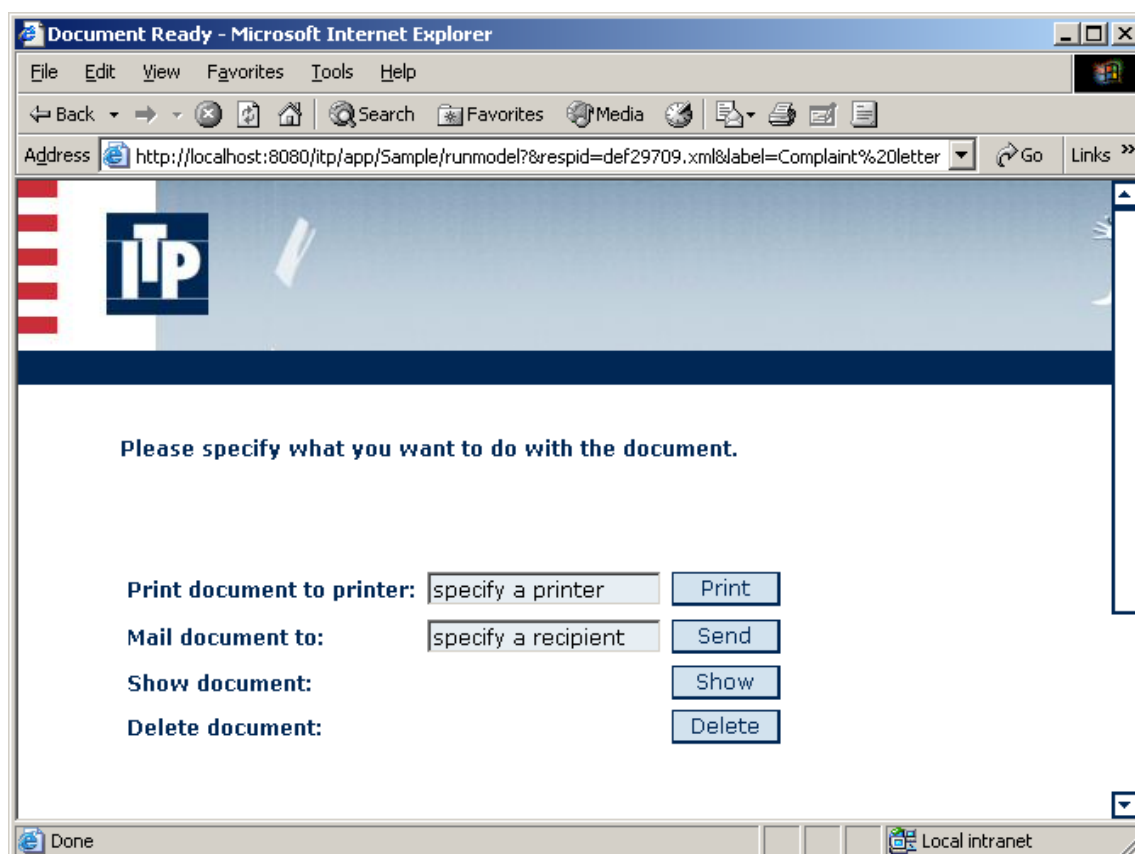 Document Ready - Microsoft Internet Explorer
File Edit View Favorites Tools Help
Back Search Favorites Media
Address http://localhost:8080/itp/app/Sample/runmodel?&respid=def29709.xml&label=Complaint%20letter Go Links »
ITP
Please specify what you want to do with the document.
Print document to printer: specify a printer Print
Mail document to: specify a recipient Send
Show document: Show
Delete document: Delete
Done Local intranet